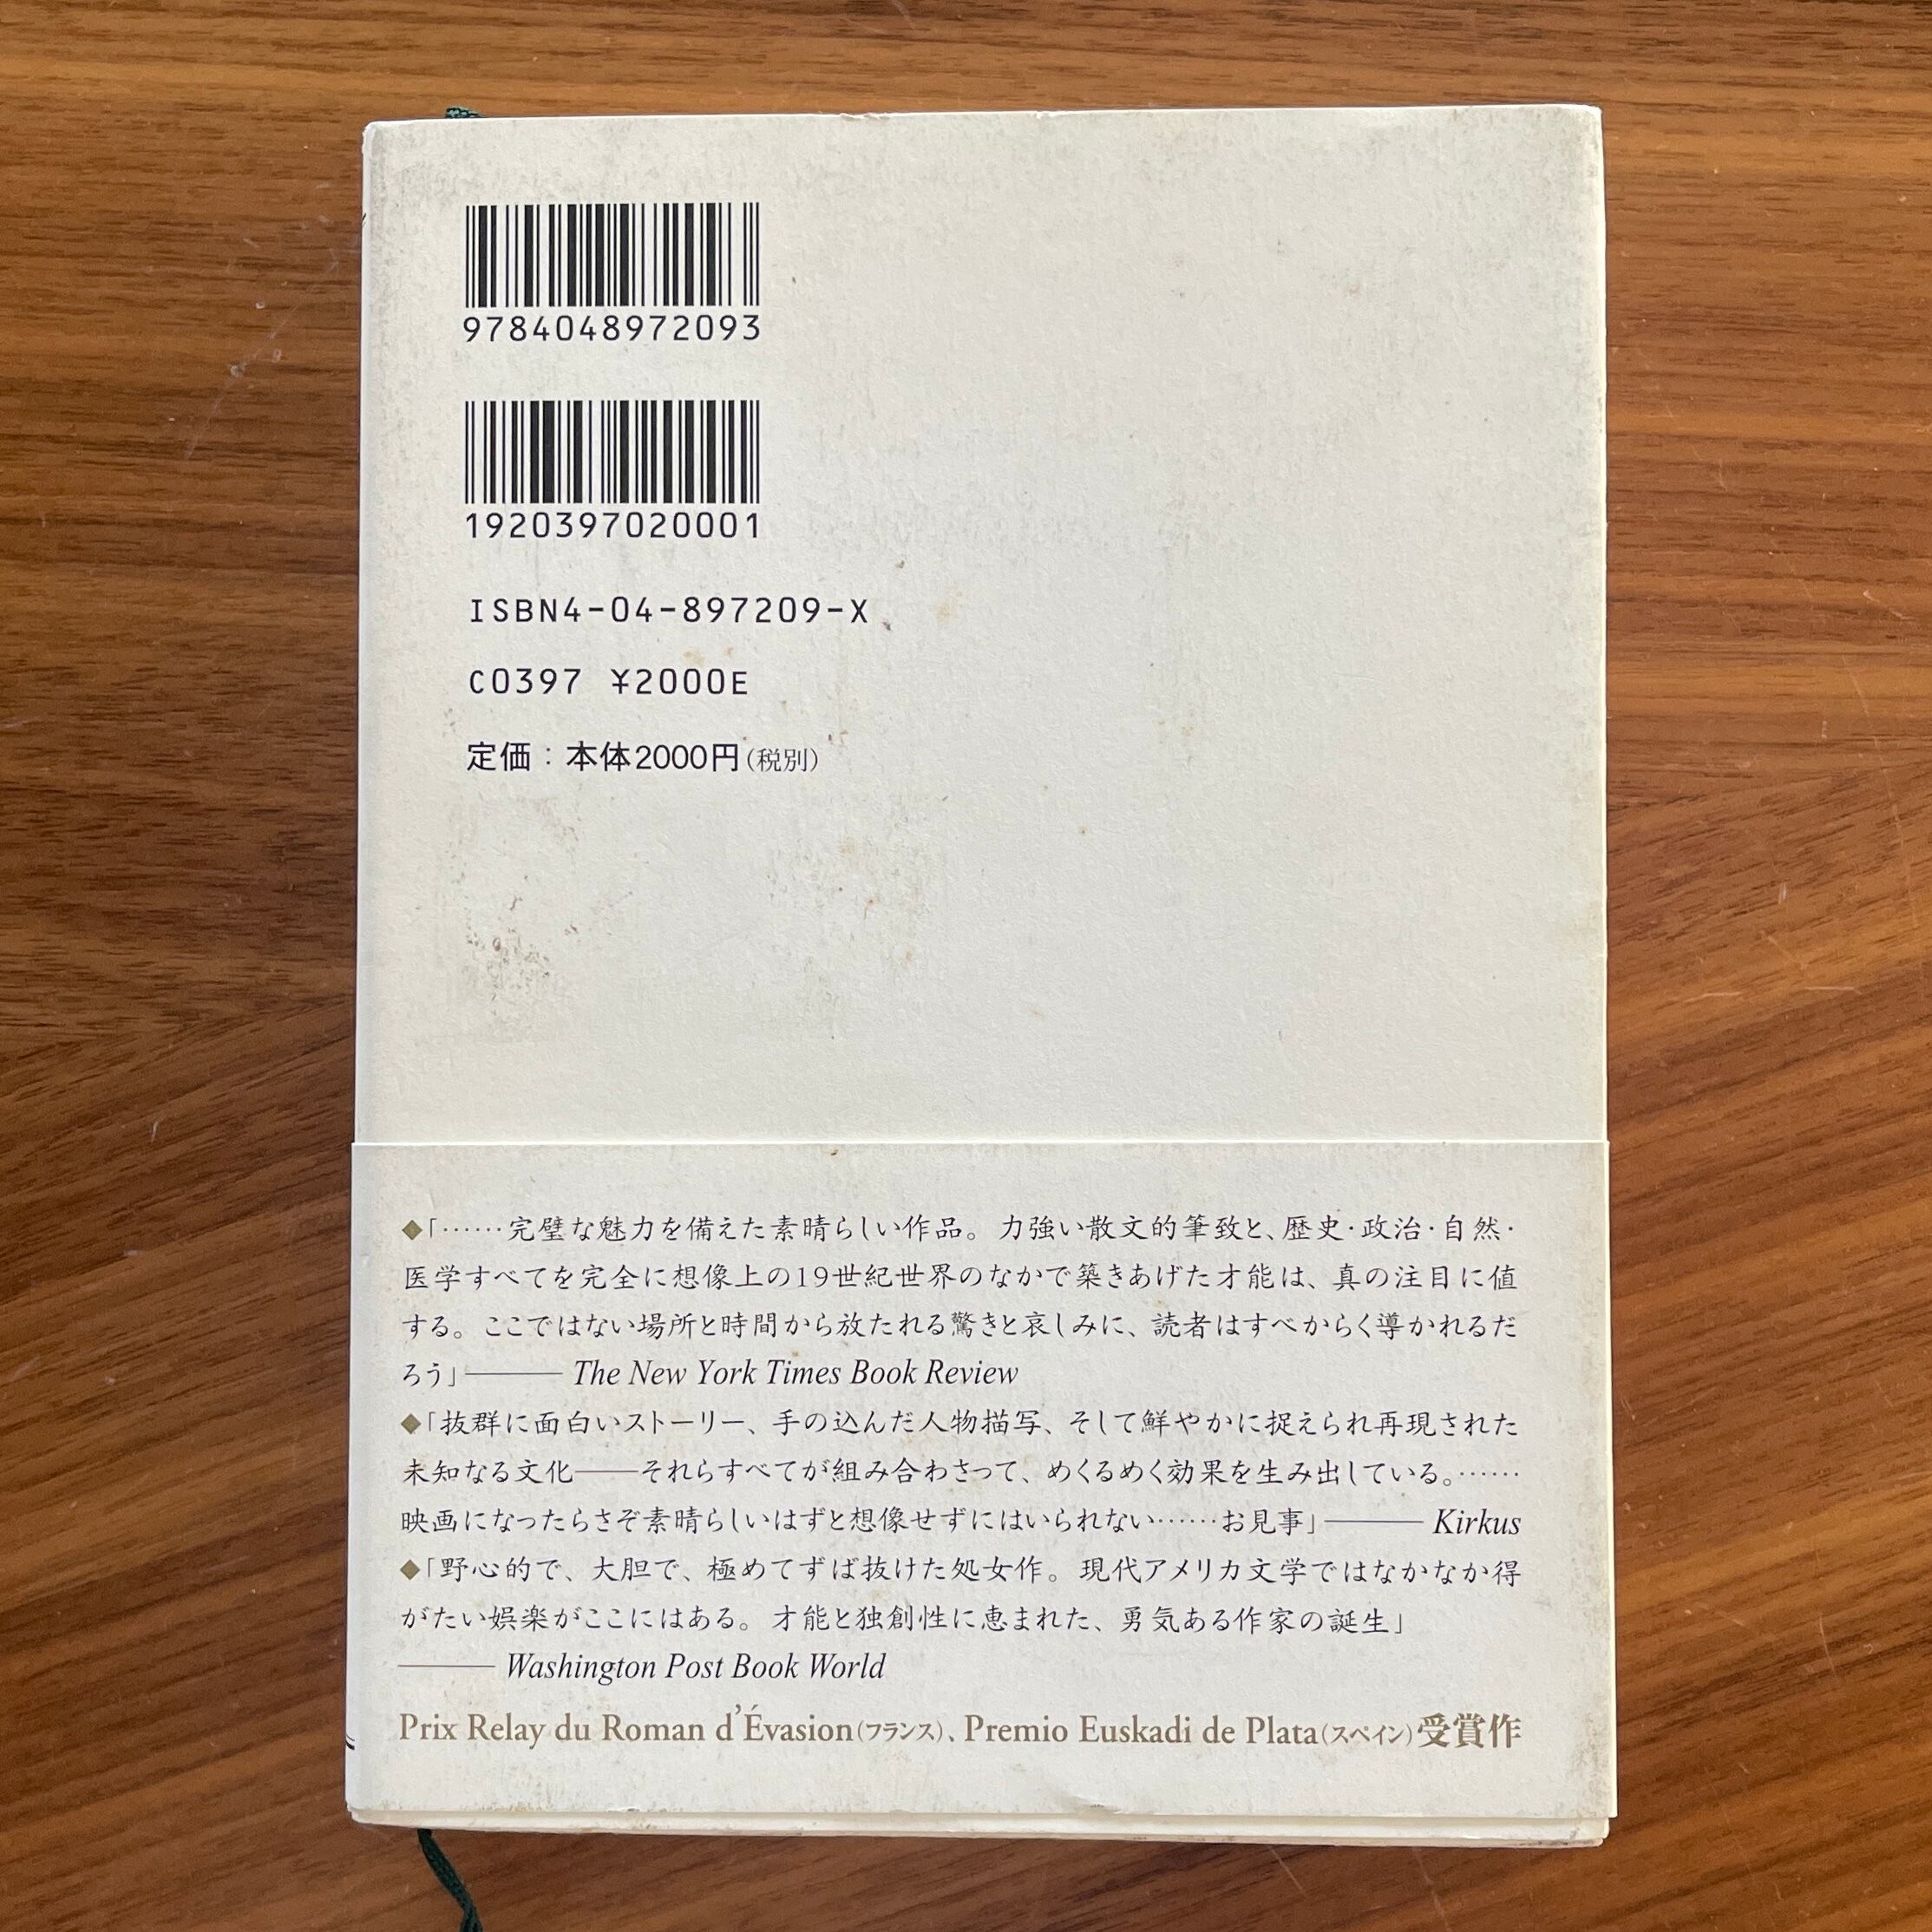 9784048972093
1920397020001
ISBN4-04-897209-X
C0397 ¥2000E
定価：本体2000円(税別)
◆「……完璧な魅力を備えた素晴らしい作品。力強い散文的筆致と、歴史・政治・自然・
医学すべてを完全に想像上の19世紀世界のなかで築きあげた才能は、真の注目に値
する。ここではない場所と時間から放たれる驚きと哀しみに、読者はすべからく導かれるだ
ろう」――― The New York Times Book Review
◆「抜群に面白いストーリー、手の込んだ人物描写、そして鮮やかに捉えられ再現された
未知なる文化――それらすべてが組み合わさって、めくるめく効果を生み出している。……
映画になったらさぞ素晴らしいはずと想像せずにはいられない……お見事」――― Kirkus
◆「野心的で、大胆で、極めてずば抜けた処女作。現代アメリカ文学ではなかなか得
がたい娯楽がここにはある。才能と独創性に恵まれた、勇気ある作家の誕生」
――― Washington Post Book World
Prix Relay du Roman d'Évasion(フランス)、Premio Euskadi de Plata(スペイン)受賞作